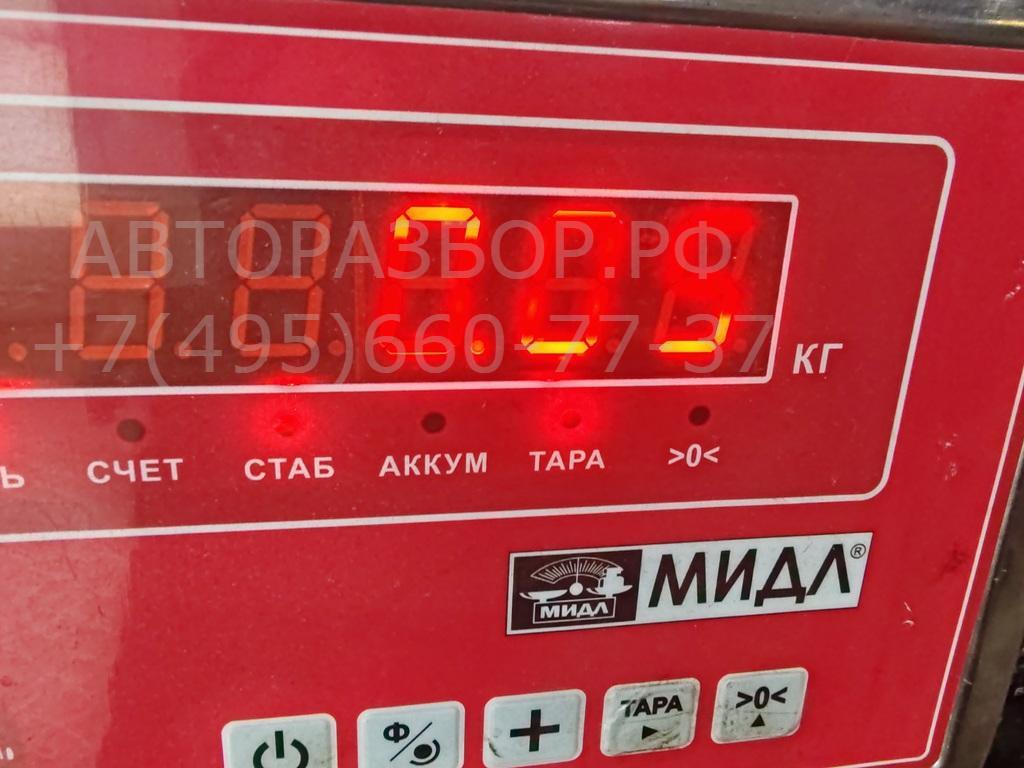 АВТОРАЗБОР.РФ
+7(495)660-77-37
КГ
СЧЕТ СТАБ АККУМ ТАРА >0<
МИДЛ МИДЛ®
Ф ТАРА >0<